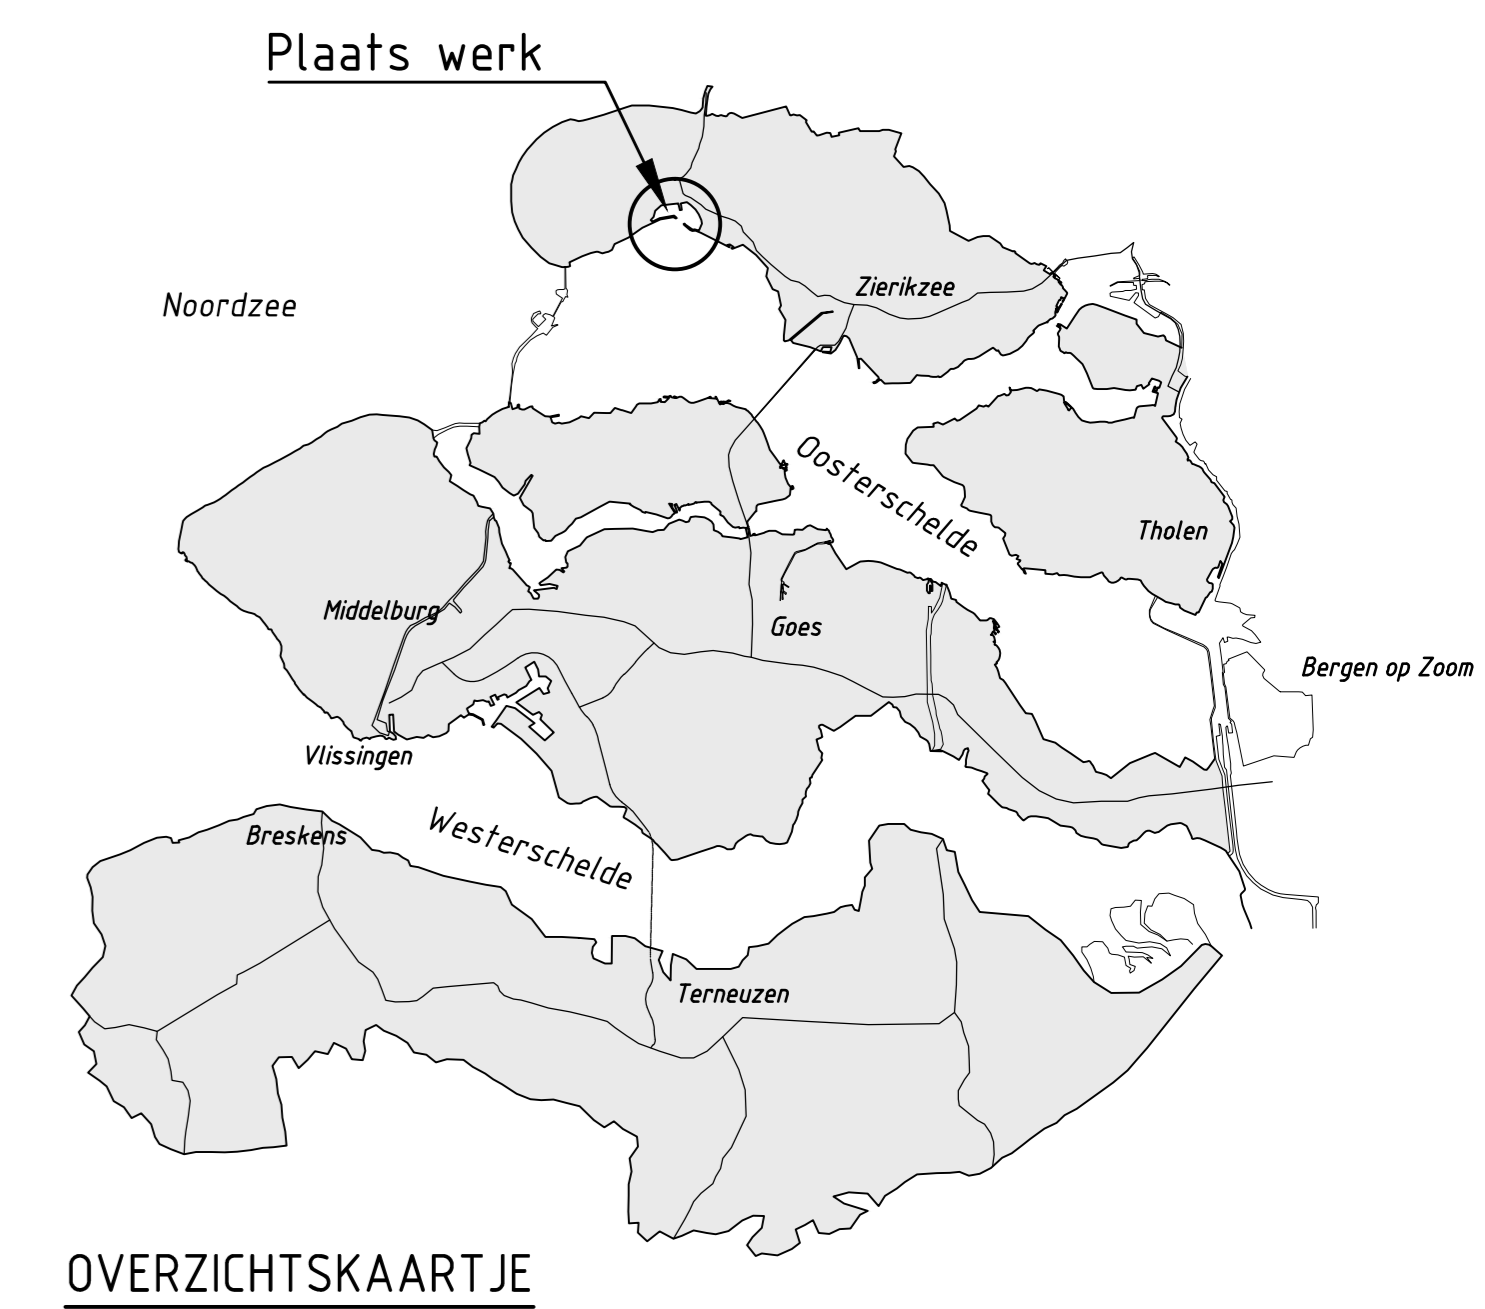 Plaats werk
Noordzee
Zierikzee
Oosterschelde
Tholen
Middelburg
Goes
Bergen op Zoom
Vlissingen
Westerschelde
Breskens
Terneuzen
OVERZICHTSKAARTJE